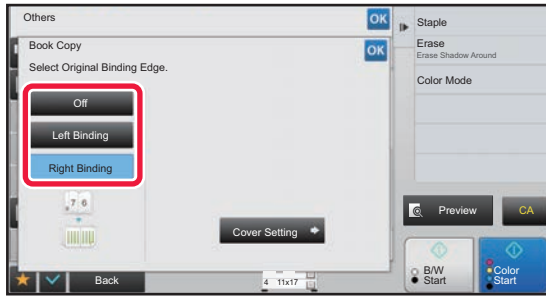 Others
OK
Book Copy
OK
Select Original Binding Edge.
Off
Left Binding
Right Binding
7 6
Cover Setting
Back
4 11x17
Staple
Erase
Erase Shadow Around
Color Mode
Preview
CA
B/W
Start
Color
Start